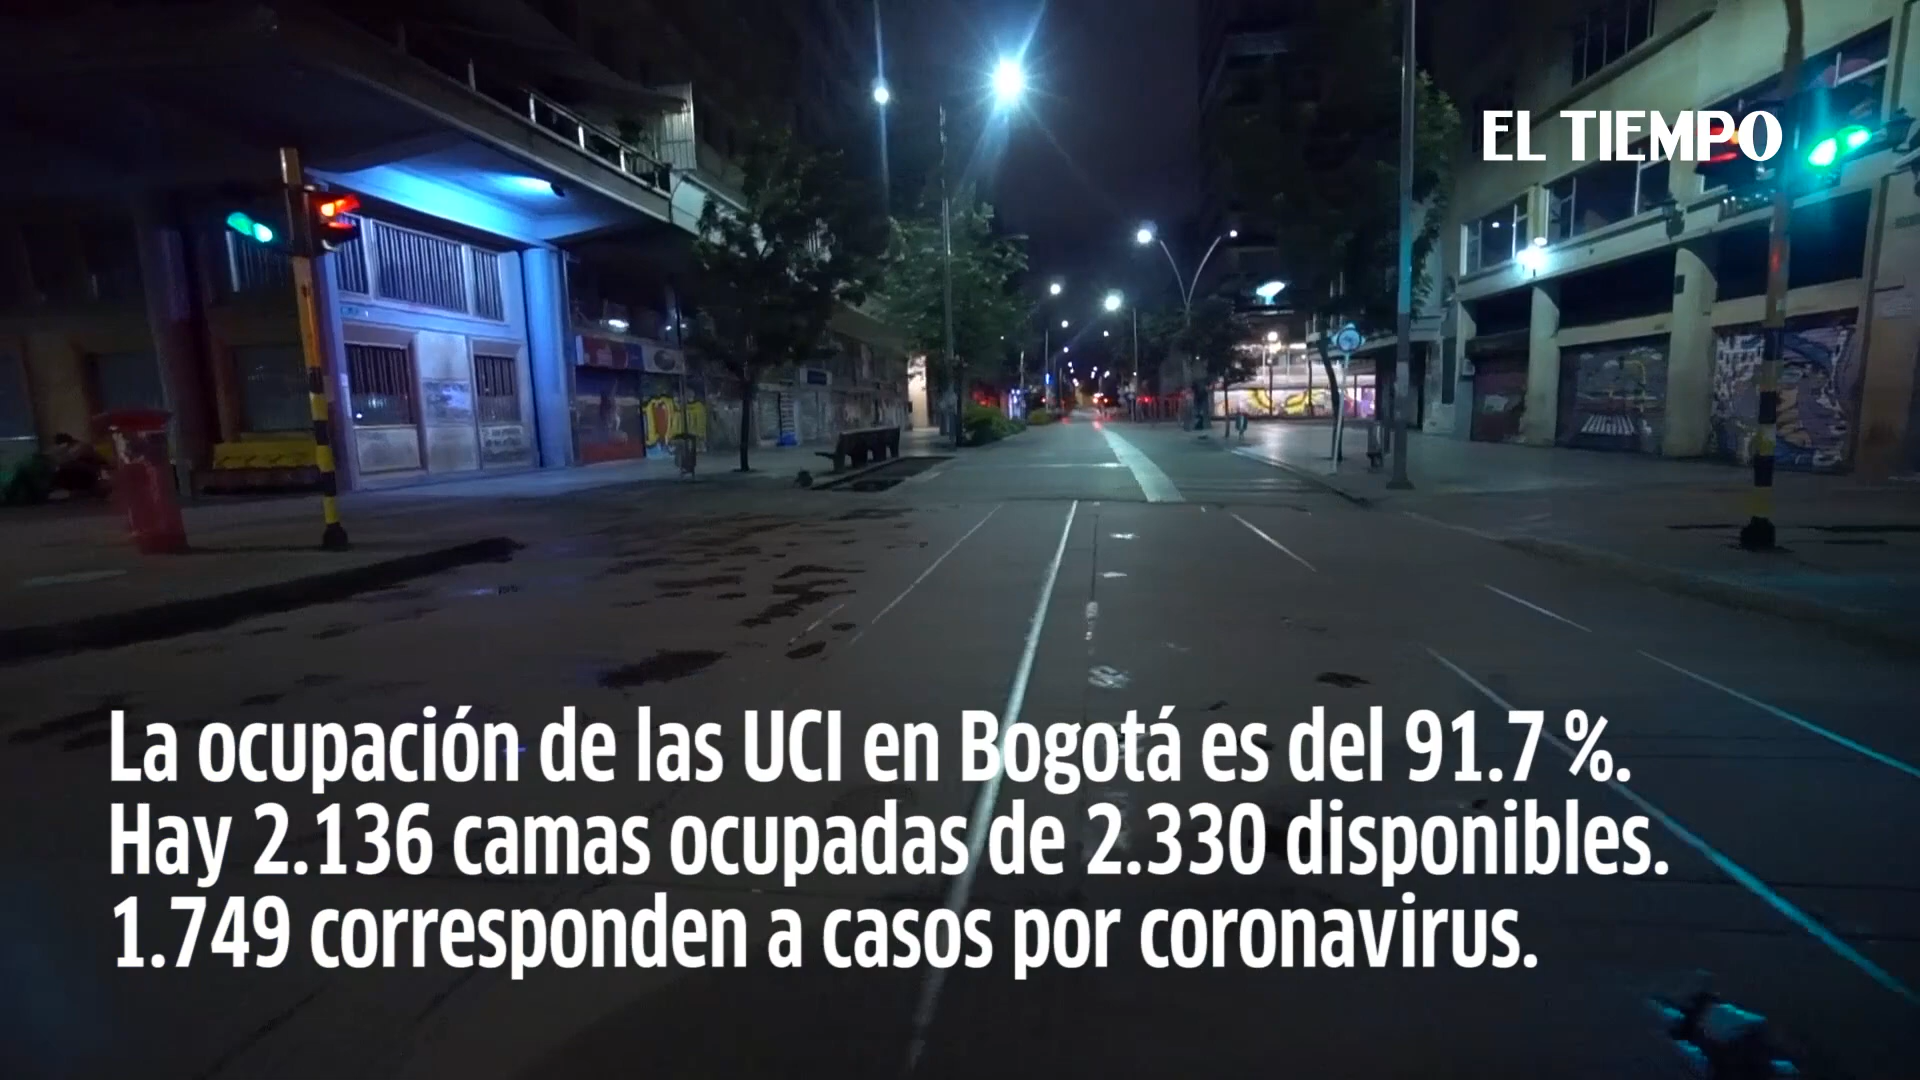 EL TIEMPO
La ocupación de las UCI en Bogotá es del 91.7 %.
Hay 2.136 camas ocupadas de 2.330 disponibles.
1.749 corresponden a casos por coronavirus.